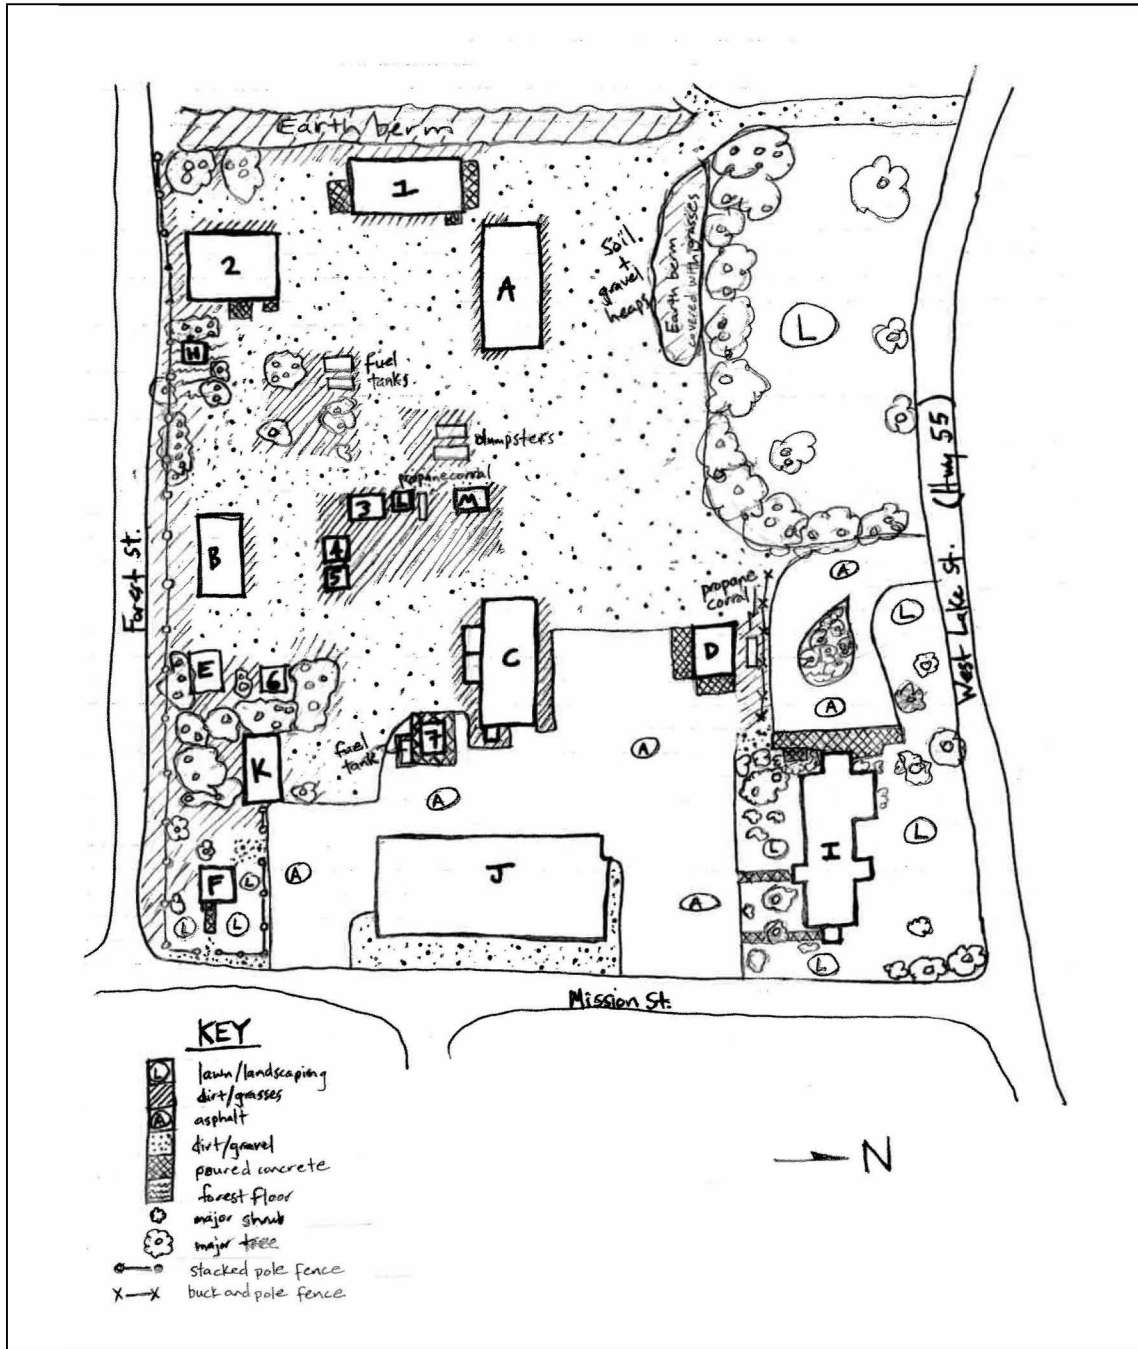 Earth berm
1
2
A
Soil
+
gravel
heaps
Earth berm
covered with grasses
L
H
fuel
tanks
dumpsters
propane corral
3
L
M
B
4
5
Forest St.
West Lake St. (Hwy 55)
A
propane
corral
L
C
D
E
6
A
7
fuel
tank
K
A
A
L
I
L
J
A
A
F
L
L
L
L
Mission St.
KEY
L lawn/landscaping
dirt/grasses
A asphalt
dirt/gravel
poured concrete
forest floor
major shrub
major tree
stacked pole fence
X—X buck and pole fence
N